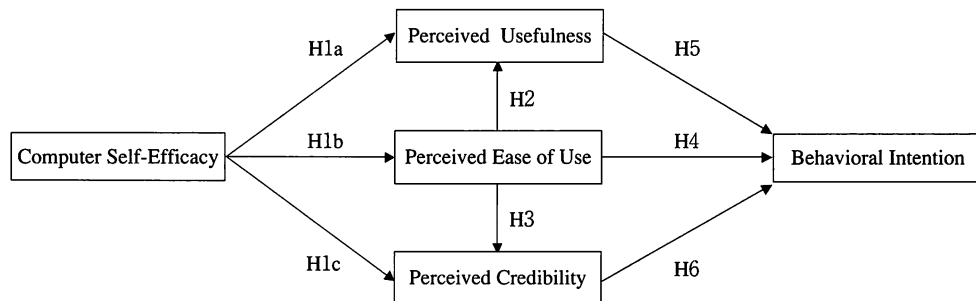 Perceived Usefulness
H1a
H5
H2
Computer Self-Efficacy
H1b
Perceived Ease of Use
H4
Behavioral Intention
H3
H1c
Perceived Credibility
H6